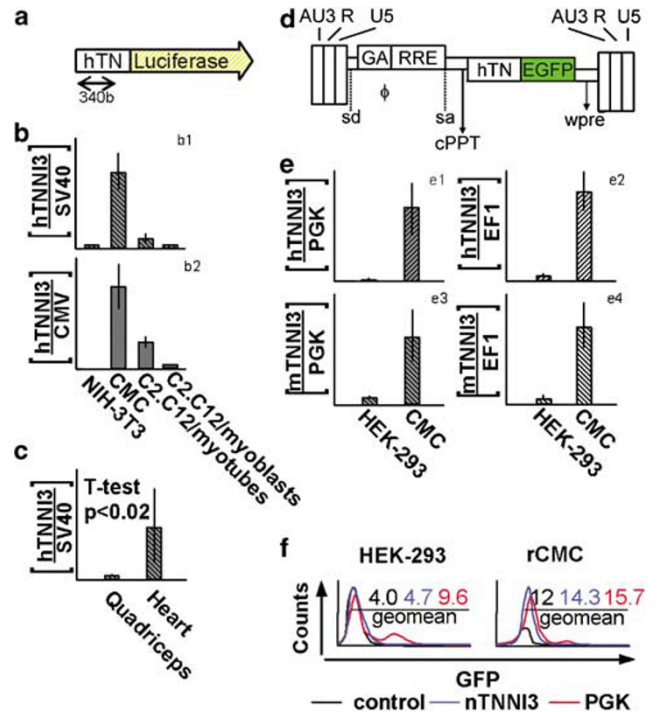 a
hTN Luciferase
340b
b
b1
[hTNNI3/SV40]
b2
[hTNNI3/CMV]
NIH-3T3
CMC
C2.C12/myotubes
C2.C12/myoblasts
c
[hTNNI3/SV40]
T-test
p<0.02
Quadriceps
Heart
d
AU3 R U5
AU3 R U5
GA RRE
hTN EGFP
ϕ
sd
sa
cPPT
wpre
e
e1
[hTNNI3/PGK]
e2
[hTNNI3/EF1]
e3
[mTNNI3/PGK]
e4
[mTNNI3/EF1]
HEK-293
CMC
HEK-293
CMC
f
HEK-293
rCMC
Counts
4.0 4.7 9.6
geomean
12 14.3 15.7
geomean
GFP
control nTNNI3 PGK